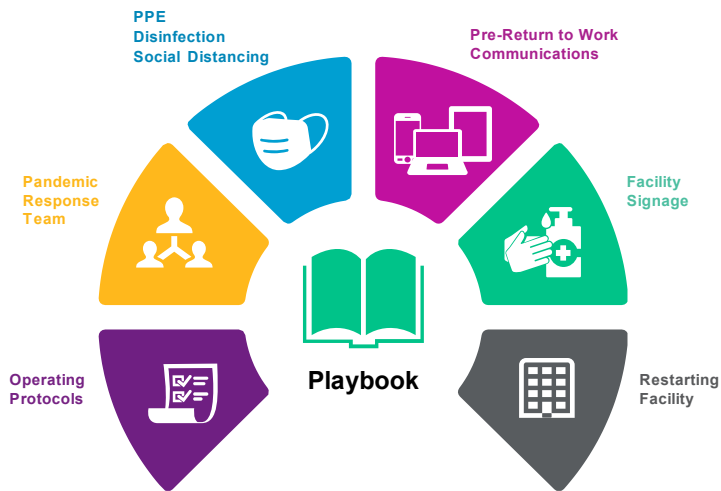 PPE
Disinfection
Social Distancing
Pre-Return to Work
Communications
Pandemic
Response
Team
Facility
Signage
Operating
Protocols
Playbook
Restarting
Facility